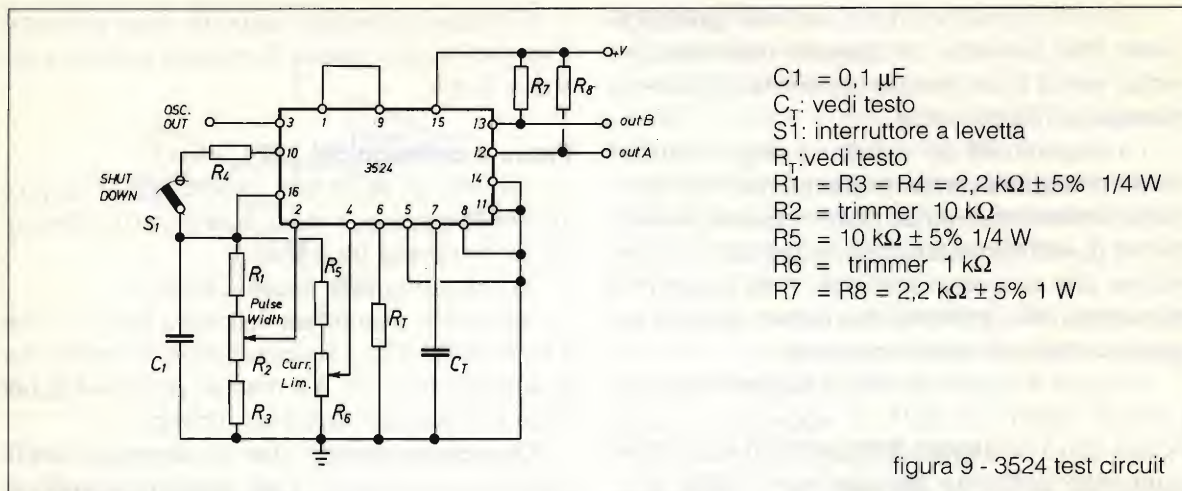 +V
R7
R8
OSC. OUT
3
1
9
15
13
out B
12
out A
10
3524
14
R4
SHUT DOWN
16
11
S1
2
4
6
5
7
8
R1
R5
Pulse Width
RT
C1
R2
Curr. Lim.
CT
R3
R6
C1 = 0,1 µF
CT: vedi testo
S1: interruttore a levetta
RT:vedi testo
R1 = R3 = R4 = 2,2 kΩ ± 5% 1/4 W
R2 = trimmer 10 kΩ
R5 = 10 kΩ ± 5% 1/4 W
R6 = trimmer 1 kΩ
R7 = R8 = 2,2 kΩ ± 5% 1 W
figura 9 - 3524 test circuit